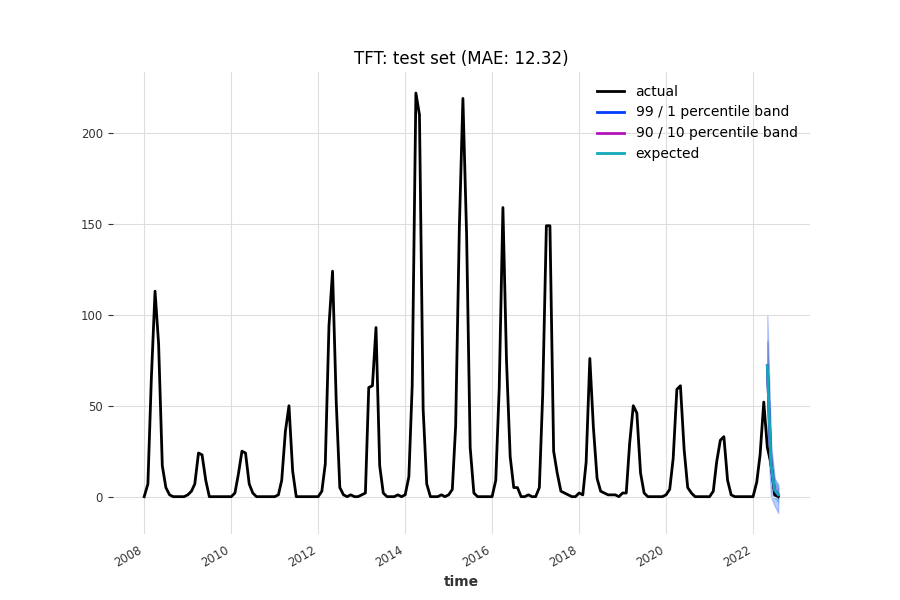 TFT: test set (MAE: 12.32)
actual
99 / 1 percentile band
90 / 10 percentile band
expected
200
150
100
50
0
2008
2010
2012
2014
2016
2018
2020
2022
time